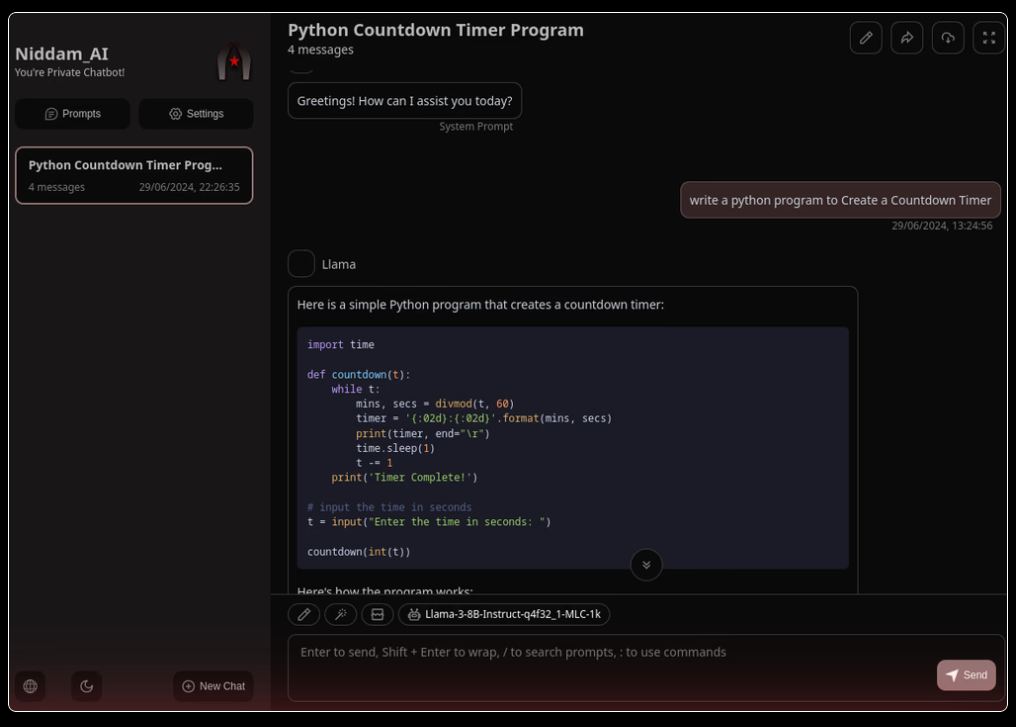 Niddam_AI
You're Private Chatbot!
Prompts
Settings
Python Countdown Timer Prog...
4 messages
29/06/2024, 22:26:35
New Chat
Python Countdown Timer Program
4 messages
Greetings! How can I assist you today?
System Prompt
write a python program to Create a Countdown Timer
29/06/2024, 13:24:56
Llama
Here is a simple Python program that creates a countdown timer:
import time
def countdown(t):
    while t:
        mins, secs = divmod(t, 60)
        timer = '{:02d}:{:02d}'.format(mins, secs)
        print(timer, end="\r")
        time.sleep(1)
        t -= 1
    print('Timer Complete!')
# input the time in seconds
t = input("Enter the time in seconds: ")
countdown(int(t))
Here's how the program works:
Llama-3-8B-Instruct-q4f32_1-MLC-1k
Enter to send, Shift + Enter to wrap, / to search prompts, : to use commands
Send